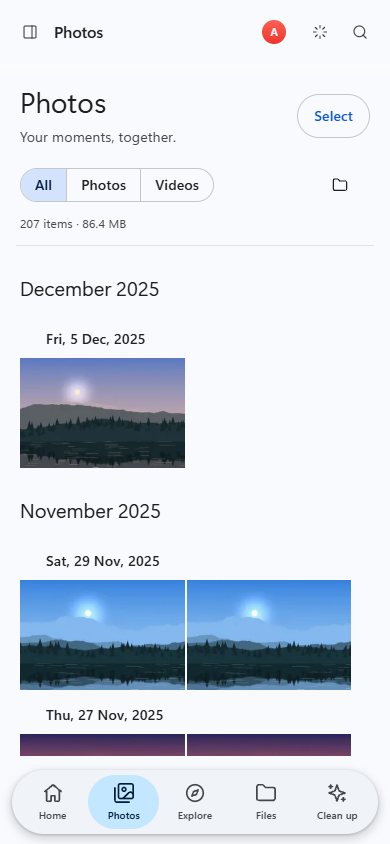 Photos
A
Photos
Select
Your moments, together.
All Photos Videos
207 items · 86.4 MB
December 2025
Fri, 5 Dec, 2025
November 2025
Sat, 29 Nov, 2025
Thu, 27 Nov, 2025
Home Photos Explore Files Clean up